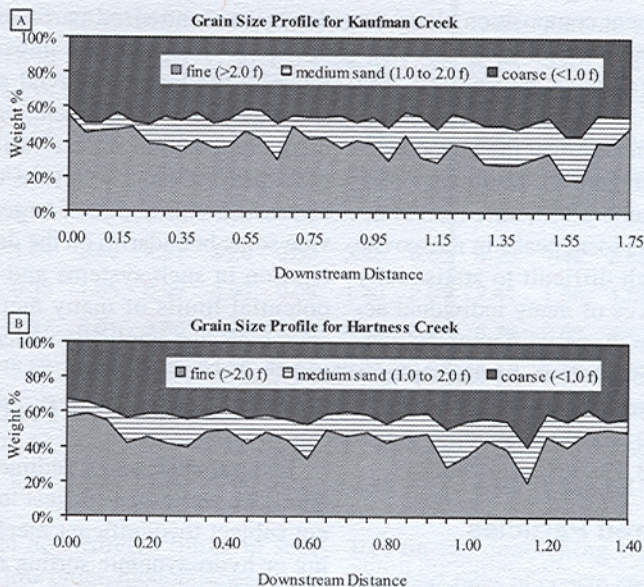 A
Grain Size Profile for Kaufman Creek
100%
80%
60%
40%
20%
0%
Weight %
fine (>2.0 f) medium sand (1.0 to 2.0 f) coarse (<1.0 f)
0.00 0.15 0.35 0.55 0.75 0.95 1.15 1.35 1.55 1.75
Downstream Distance
B
Grain Size Profile for Hartness Creek
100%
80%
60%
40%
20%
0%
Weight %
fine (>2.0 f) medium sand (1.0 to 2.0 f) coarse (<1.0 f)
0.00 0.20 0.40 0.60 0.80 1.00 1.20 1.40
Downstream Distance